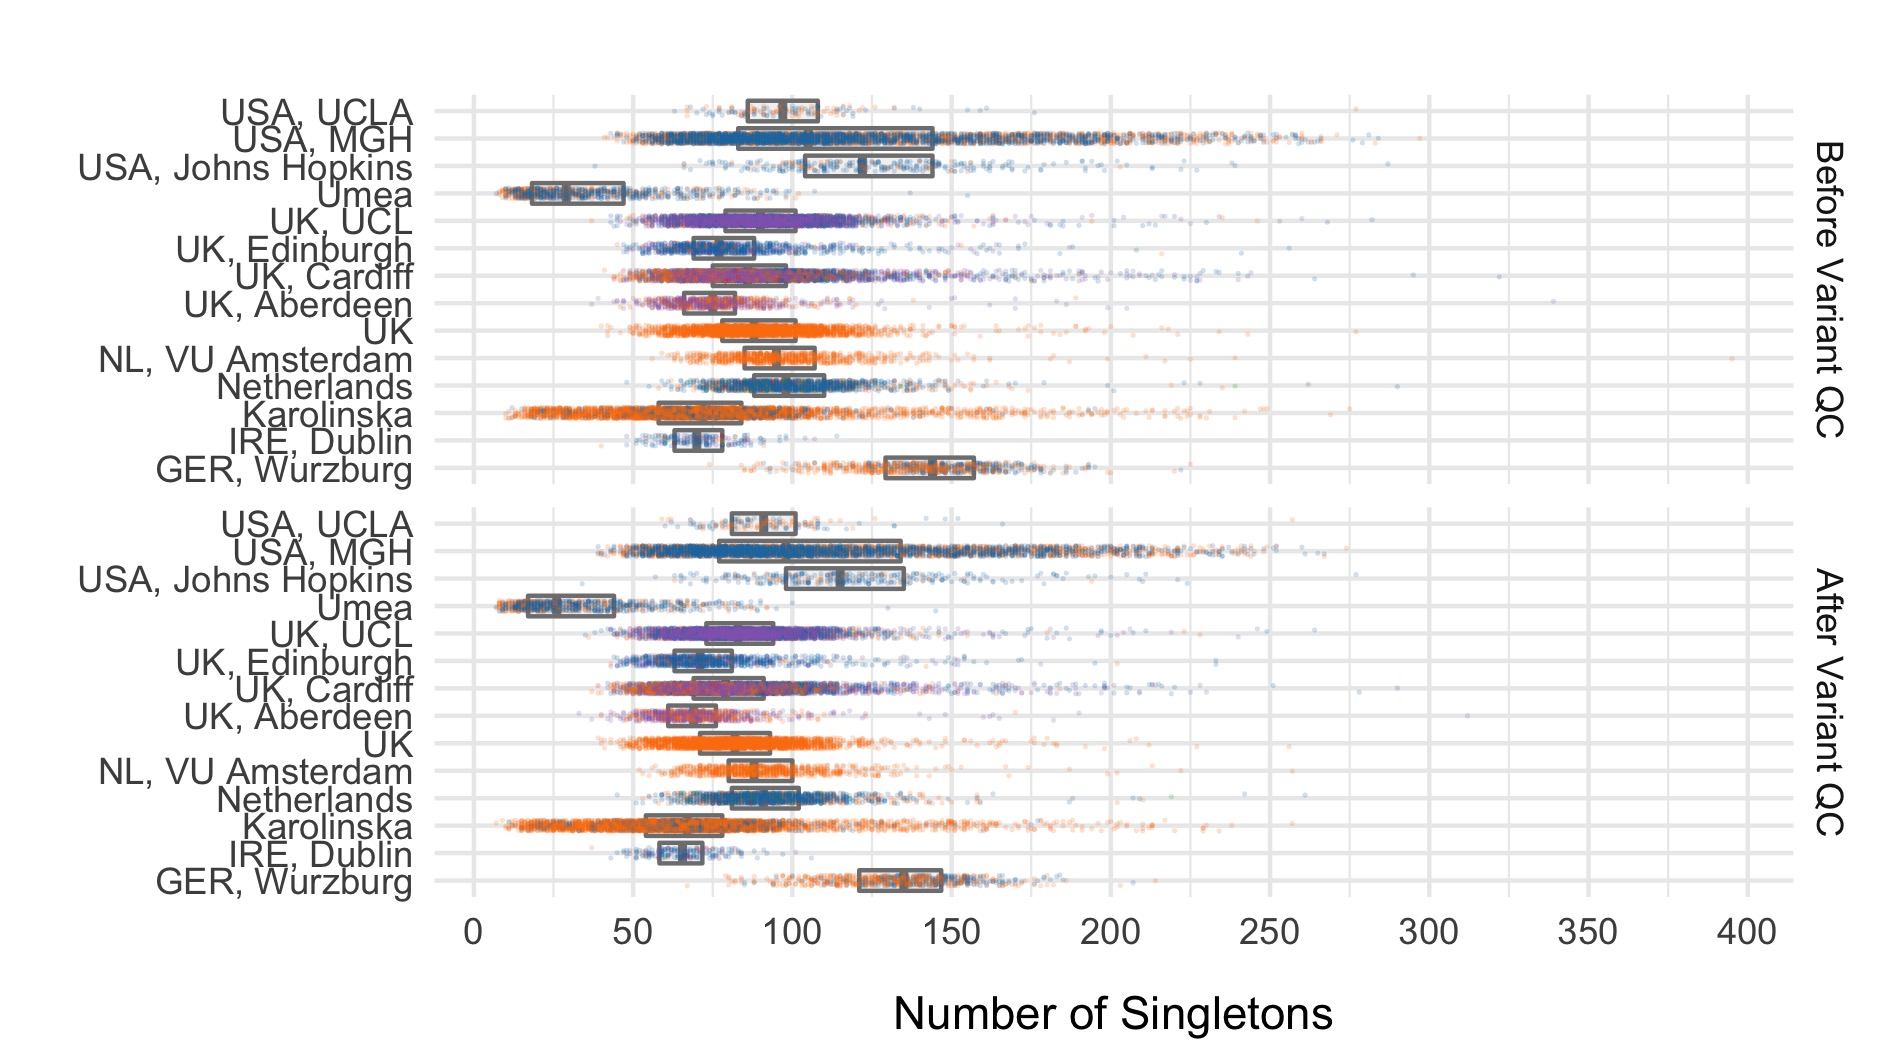 USA, UCLA
USA, MGH
USA, Johns Hopkins
Umea
UK, UCL
UK, Edinburgh
UK, Cardiff
UK, Aberdeen
UK
NL, VU Amsterdam
Netherlands
Karolinska
IRE, Dublin
GER, Wurzburg
Before Variant QC
USA, UCLA
USA, MGH
USA, Johns Hopkins
Umea
UK, UCL
UK, Edinburgh
UK, Cardiff
UK, Aberdeen
UK
NL, VU Amsterdam
Netherlands
Karolinska
IRE, Dublin
GER, Wurzburg
After Variant QC
0 50 100 150 200 250 300 350 400
Number of Singletons